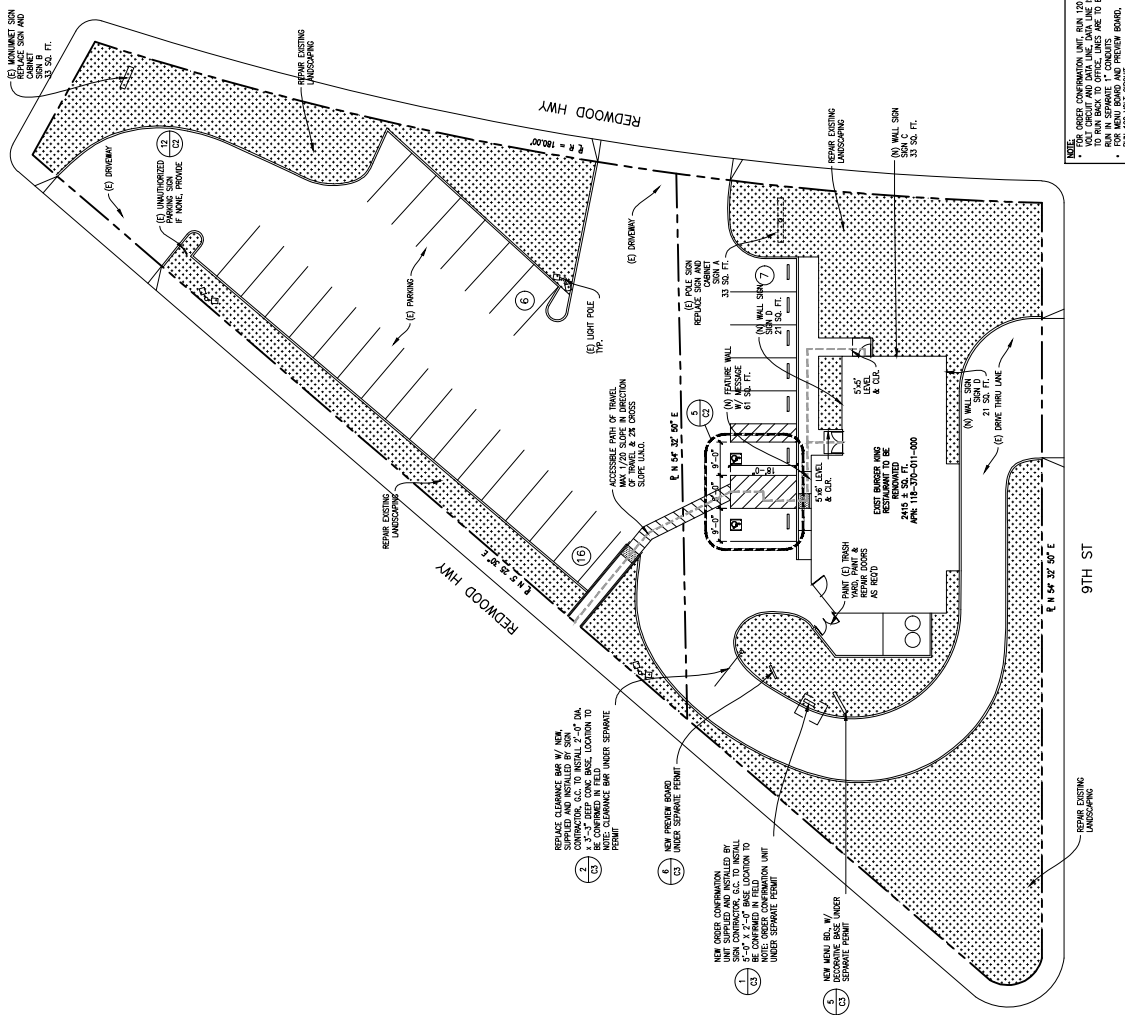 (E) MONUMNET SIGN
REPLACE SIGN AND
CABINET
SIGN B
33 SQ. FT.
REPAIR EXISTING
LANDSCAPING
REDWOOD HWY
R = 180.00'
(E) DRIVEWAY
12
C2
(E) UNAUTHORIZED
PARKING SIGN
IF NONE, PROVIDE
(E) PARKING
6
(E) LIGHT POLE
TYP.
(E) DRIVEWAY
REPAIR EXISTING
LANDSCAPING
(N) WALL SIGN
SIGN C
33 SQ. FT.
(E) POLE SIGN
REPLACE SIGN AND
CABINET
SIGN A
33 SQ. FT.
7
(N) WALL SIGN
SIGN D
21 SQ. FT.
(N) FEATURE WALL
W/ MESSAGE
61 SQ. FT.
5
C2
ACCESSIBLE PATH OF TRAVEL
MAX 1/20 SLOPE IN DIRECTION
OF TRAVEL & 2% CROSS
SLOPE U.N.O.
N 54° 32' 50" E
REPAIR EXISTING
LANDSCAPING
16
N 5° 25' 30" E
REDWOOD HWY
9'-0"
9'-0"
18'-0"
5'x6' LEVEL
& CLR.
5'x5'
LEVEL
& CLR.
EXIST BURGER KING
RESTAURANT TO BE
RENOVATED
2415 ± SQ. FT.
APN: 118-370-011-000
(N) WALL SIGN
SIGN D
21 SQ. FT.
(E) DRIVE THRU LANE
PAINT (E) TRASH
YARD, PAINT &
REPAIR DOORS
AS REQ'D
N 54° 32' 50" E
9TH ST
REPLACE CLEARANCE BAR W/ NEW,
SUPPLIED AND INSTALLED BY SIGN
CONTRACTOR, G.C. TO INSTALL 2'-0" DIA.
x 3'-3" DEEP CONC BASE, LOCATION TO
BE CONFIRMED IN FIELD
NOTE: CLEARANCE BAR UNDER SEPARATE
PERMIT
2
C3
NEW PREVIEW BOARD
UNDER SEPARATE PERMIT
6
C3
NEW ORDER CONFIRMATION
UNIT SUPPLIED AND INSTALLED BY
SIGN CONTRACTOR, G.C. TO INSTALL
5'-0" X 2'-0" BASE LOCATION TO
BE CONFIRMED IN FIELD
NOTE: ORDER CONFIRMATION UNIT
UNDER SEPARATE PERMIT
1
C3
NEW MENU BD., W/
DECORATIVE BASE UNDER
SEPARATE PERMIT
5
C3
REPAIR EXISTING
LANDSCAPING
NOTE:
• FOR ORDER CONFIRMATION UNIT, RUN 120
VOLT CIRCUIT AND DATA LINE, DATA LINE
TO RUN BACK TO OFFICE, LINES ARE TO
RUN IN SEPARATE 1" CONDUITS
• FOR MENU BOARD AND PREVIEW BOARD,